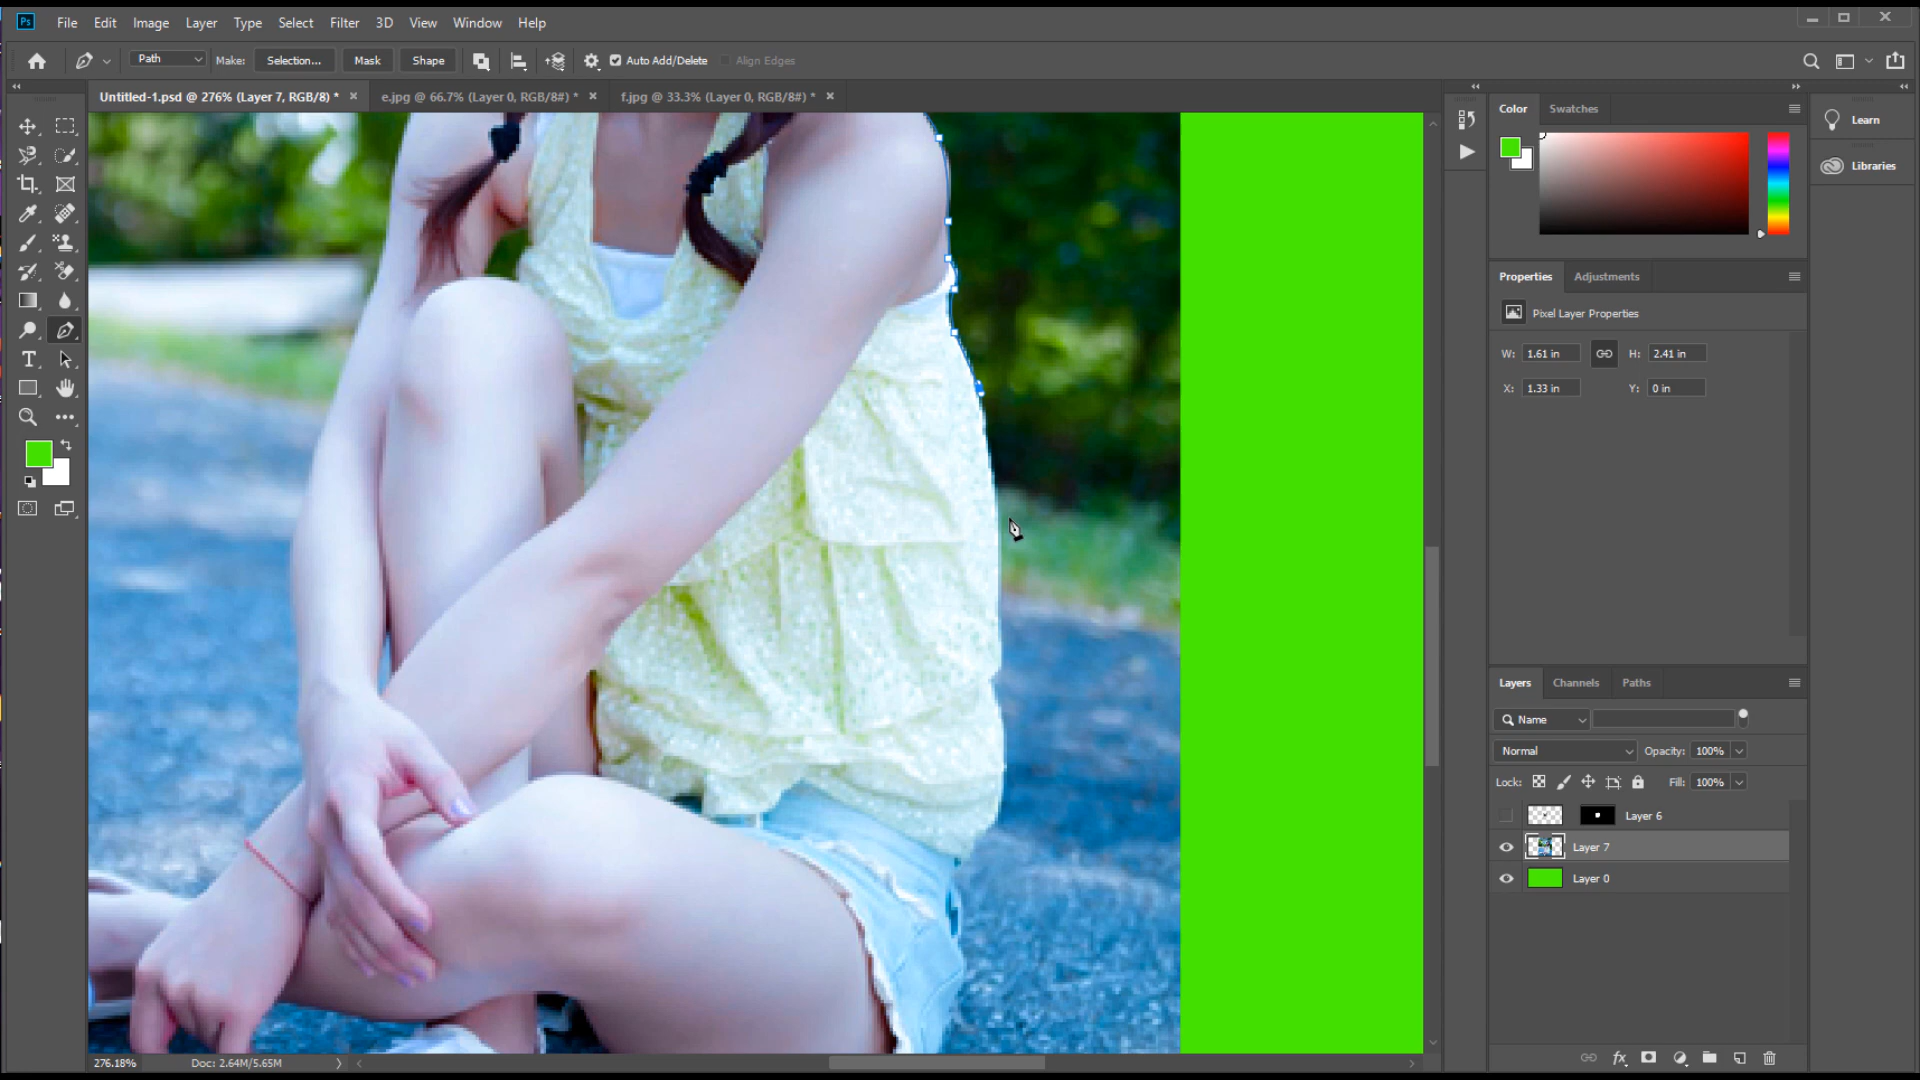 Ps File Edit Image Layer Type Select Filter 3D View Window Help
Path Make: Selection... Mask Shape Auto Add/Delete Align Edges
Untitled-1.psd @ 276% (Layer 7, RGB/8) * e.jpg @ 66.7% (Layer 0, RGB/8#) * f.jpg @ 33.3% (Layer 0, RGB/8#) *
Color Swatches
Learn
Libraries
Properties Adjustments
Pixel Layer Properties
W: 1.61 in H: 2.41 in
X: 1.33 in Y: 0 in
Layers Channels Paths
Name
Normal Opacity: 100%
Lock: Fill: 100%
Layer 6
Layer 7
Layer 0
276.18% Doc: 2.64M/5.65M